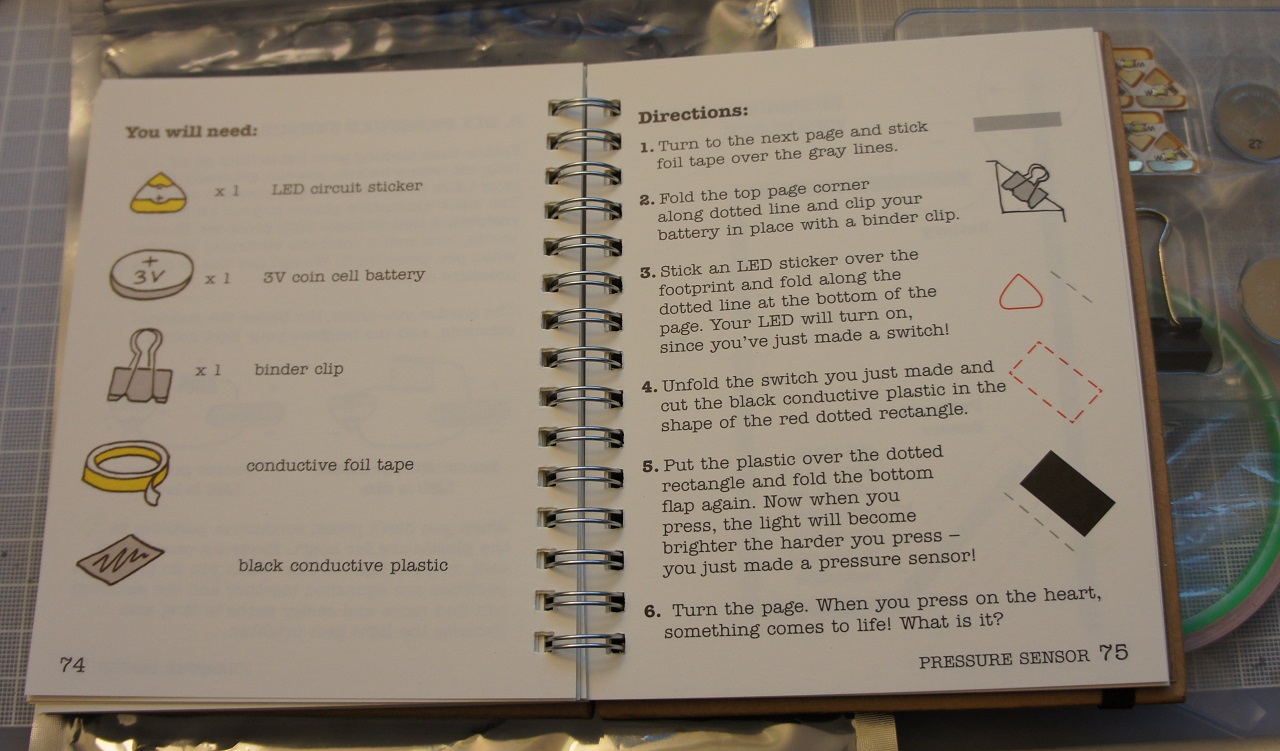 You will need:
x 1 LED circuit sticker
+
3V
x 1 3V coin cell battery
x 1 binder clip
conductive foil tape
black conductive plastic
74
Directions:
1. Turn to the next page and stick
foil tape over the gray lines.
2. Fold the top page corner
along dotted line and clip your
battery in place with a binder clip.
3. Stick an LED sticker over the
footprint and fold along the
dotted line at the bottom of the
page. Your LED will turn on,
since you've just made a switch!
4. Unfold the switch you just made and
cut the black conductive plastic in the
shape of the red dotted rectangle.
5. Put the plastic over the dotted
rectangle and fold the bottom
flap again. Now when you
press, the light will become
brighter the harder you press –
you just made a pressure sensor!
6. Turn the page. When you press on the heart,
something comes to life! What is it?
PRESSURE SENSOR 75